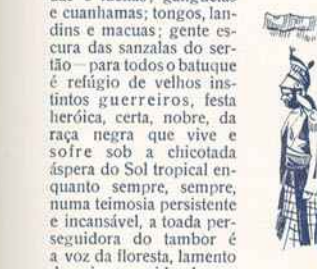 e cuanhamas; tongos, lan-
dins e macuas; gente es-
cura das sanzalas do ser-
tão — para todos o batuque
é refúgio de velhos ins-
tintos guerreiros, festa
heróica, certa, nobre, da
raça negra que vive e
sofre sob a chicotada
áspera do Sol tropical en-
quanto sempre, sempre,
numa teimosia persistente
e incansável, a toada per-
seguidora do tambor é
a voz da floresta, lamento